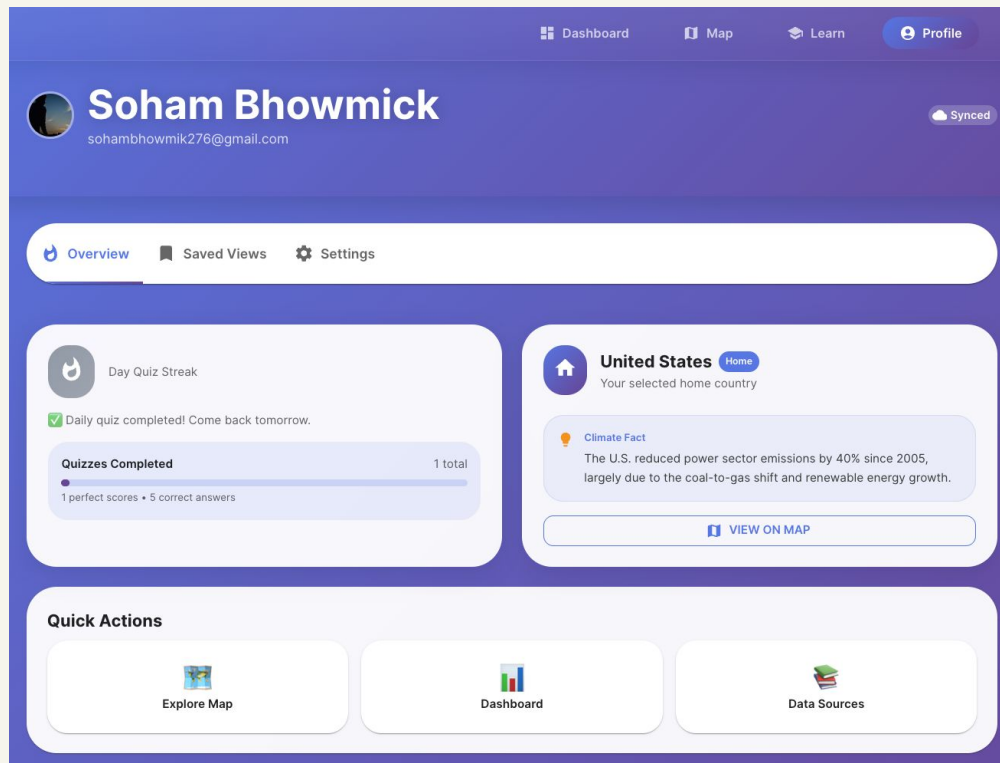 Dashboard
Map
Learn
Profile
Soham Bhowmick
sohambhowmik276@gmail.com
Synced
Overview
Saved Views
Settings
Day Quiz Streak
✅ Daily quiz completed! Come back tomorrow.
Quizzes Completed
1 total
1 perfect scores • 5 correct answers
United States
Home
Your selected home country
Climate Fact
The U.S. reduced power sector emissions by 40% since 2005,
largely due to the coal-to-gas shift and renewable energy growth.
VIEW ON MAP
Quick Actions
Explore Map
Dashboard
Data Sources